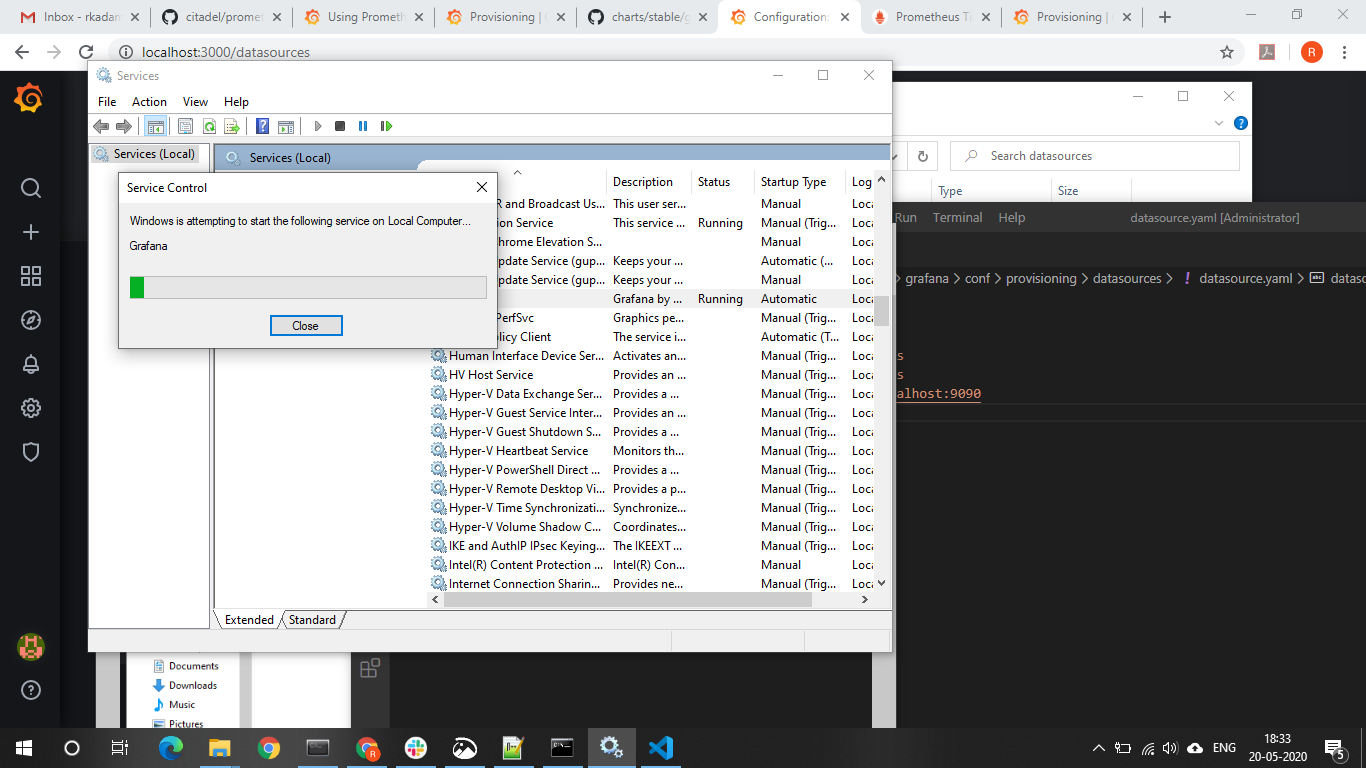 Inbox - rkadam
citadel/promet
Using Prometh
Provisioning | (
charts/stable/g
Configuration:
Prometheus Ti
Provisioning | (
localhost:3000/datasources
R
Services
File Action View Help
Services (Local)
Services (Local)
Description Status Startup Type Log
R and Broadcast Us... This user ser... Manual Loca
on Service This service ... Running Manual Loca
hrome Elevation S... Manual Loca
pdate Service (gup... Keeps your ... Automatic (... Loca
pdate Service (gup... Keeps your ... Manual Loca
Grafana by ... Running Automatic Loca
PerfSvc Graphics pe... Manual (Trig... Loca
licy Client The service i... Automatic (T... Loca
Human Interface Device Ser... Activates an... Manual (Trig... Loca
HV Host Service Provides an ... Manual (Trig... Loca
Hyper-V Data Exchange Ser... Provides a ... Manual (Trig... Loca
Hyper-V Guest Service Inter... Provides an ... Manual (Trig... Loca
Hyper-V Guest Shutdown S... Provides a ... Manual (Trig... Loca
Hyper-V Heartbeat Service Monitors th... Manual (Trig... Loca
Hyper-V PowerShell Direct ... Provides a ... Manual (Trig... Loca
Hyper-V Remote Desktop Vi... Provides a p... Manual (Trig... Loca
Hyper-V Time Synchronizati... Synchronize... Manual (Trig... Loca
Hyper-V Volume Shadow C... Coordinates... Manual (Trig... Loca
IKE and AuthIP IPsec Keying... The IKEEXT ... Manual (Trig... Loca
Intel(R) Content Protection ... Intel(R) Con... Manual Loca
Internet Connection Sharin... Provides ne... Manual (Trig... Loca
Extended Standard
Service Control
Windows is attempting to start the following service on Local Computer...
Grafana
Close
Search datasources
Type Size
Run Terminal Help datasource.yaml [Administrator]
grafana > conf > provisioning > datasources > ! datasource.yaml > abc dataso
s
s
alhost:9090
Documents
Downloads
Music
Pictures
R
ENG
18:33
20-05-2020
5